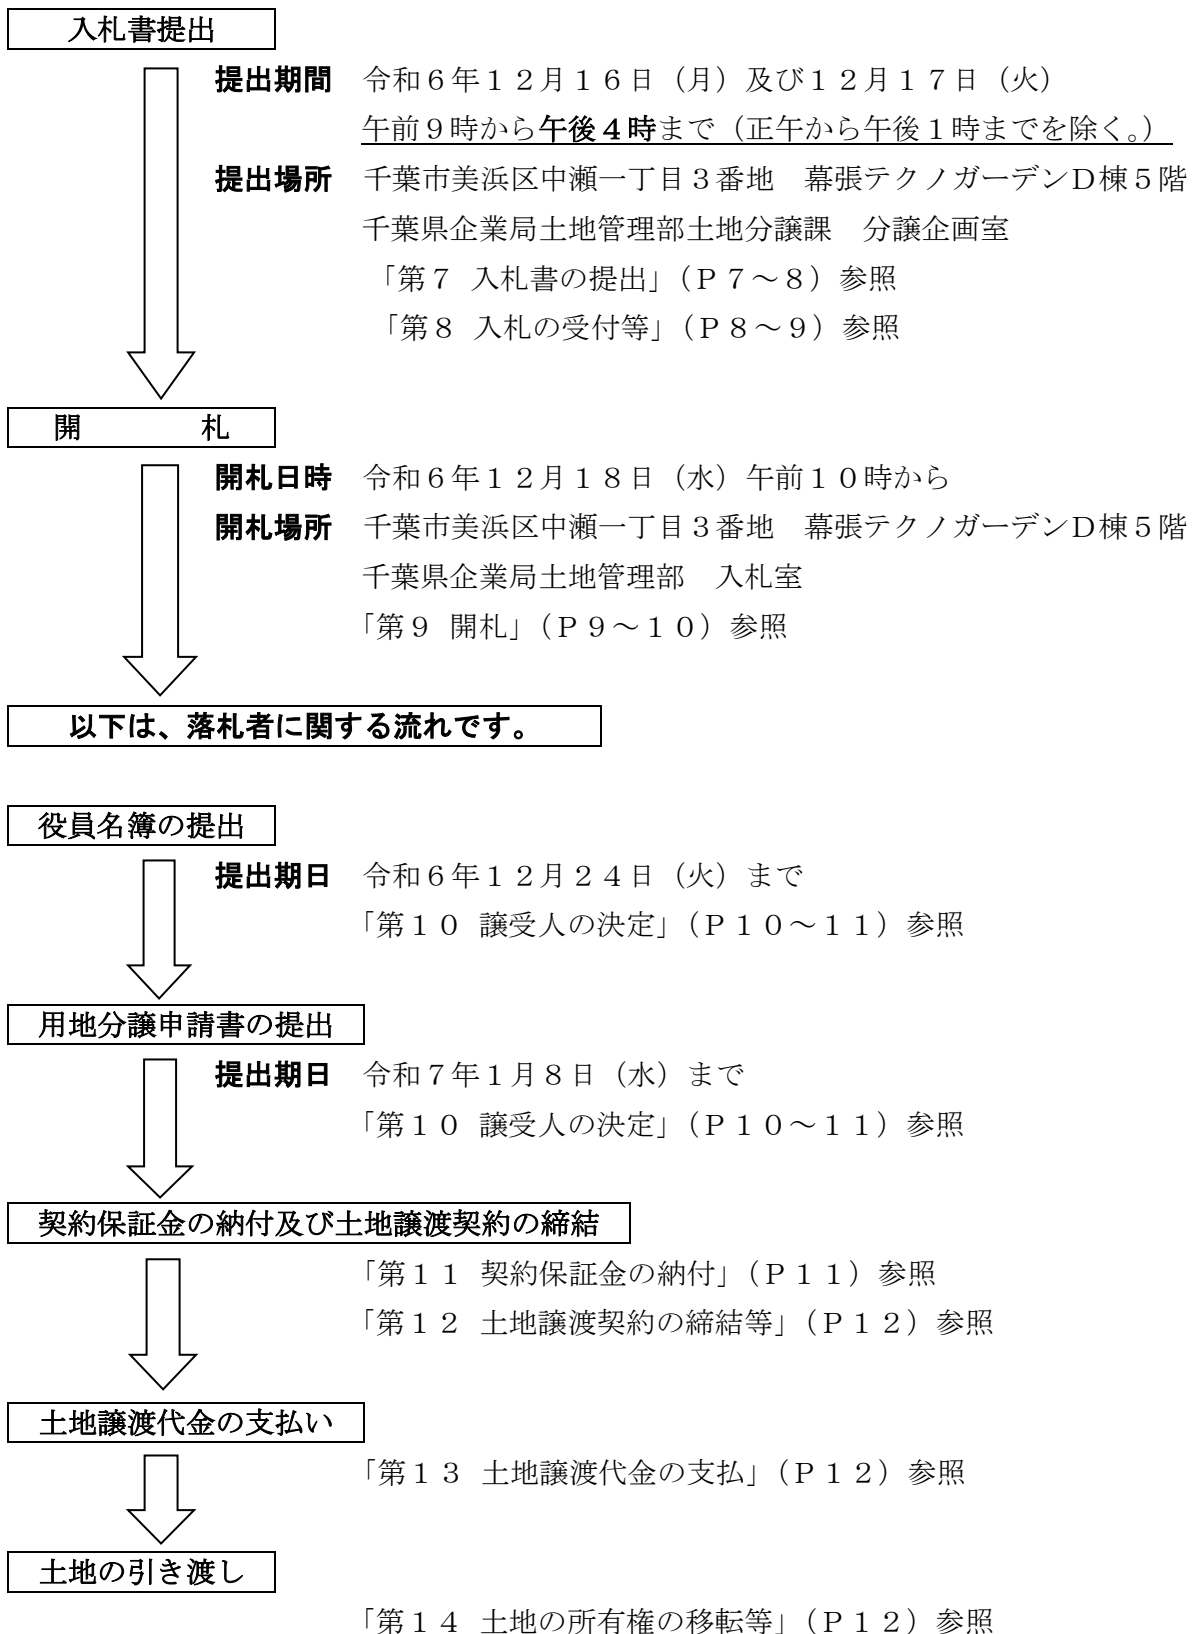 入札書提出
提出期間　令和６年１２月１６日（月）及び１２月１７日（火）
午前９時から午後４時まで（正午から午後１時までを除く。）
提出場所　千葉市美浜区中瀬一丁目３番地　幕張テクノガーデンＤ棟５階
千葉県企業局土地管理部土地分譲課　分譲企画室
「第７ 入札書の提出」（Ｐ７～８）参照
「第８ 入札の受付等」（Ｐ８～９）参照
開　　　　札
開札日時　令和６年１２月１８日（水）午前１０時から
開札場所　千葉市美浜区中瀬一丁目３番地　幕張テクノガーデンＤ棟５階
千葉県企業局土地管理部　入札室
「第９ 開札」（Ｐ９～１０）参照
以下は、落札者に関する流れです。
役員名簿の提出
提出期日　令和６年１２月２４日（火）まで
「第１０ 譲受人の決定」（Ｐ１０～１１）参照
用地分譲申請書の提出
提出期日　令和７年１月８日（水）まで
「第１０ 譲受人の決定」（Ｐ１０～１１）参照
契約保証金の納付及び土地譲渡契約の締結
「第１１ 契約保証金の納付」（Ｐ１１）参照
「第１２ 土地譲渡契約の締結等」（Ｐ１２）参照
土地譲渡代金の支払い
「第１３ 土地譲渡代金の支払」（Ｐ１２）参照
土地の引き渡し
「第１４ 土地の所有権の移転等」（Ｐ１２）参照